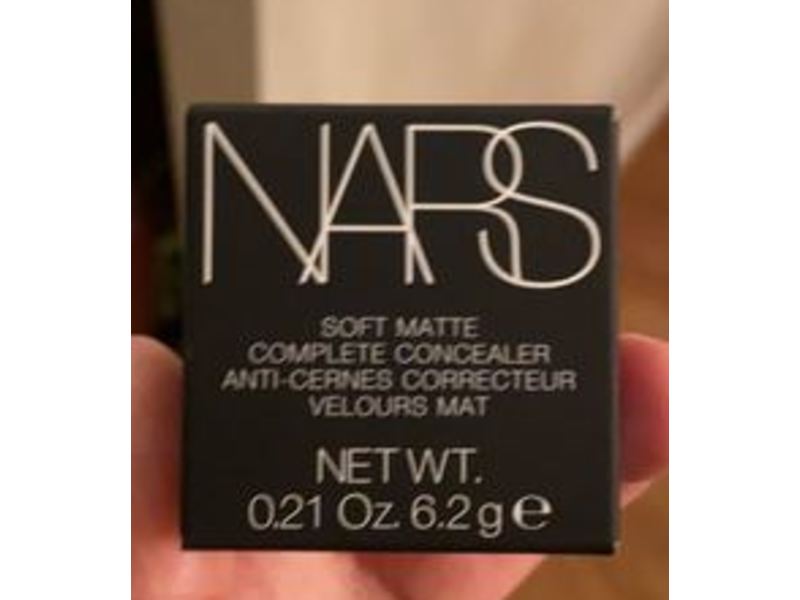 NARS
SOFT MATTE
COMPLETE CONCEALER
ANTI-CERNES CORRECTEUR
VELOURS MAT
NET WT.
0.21 Oz. 6.2 g ℮